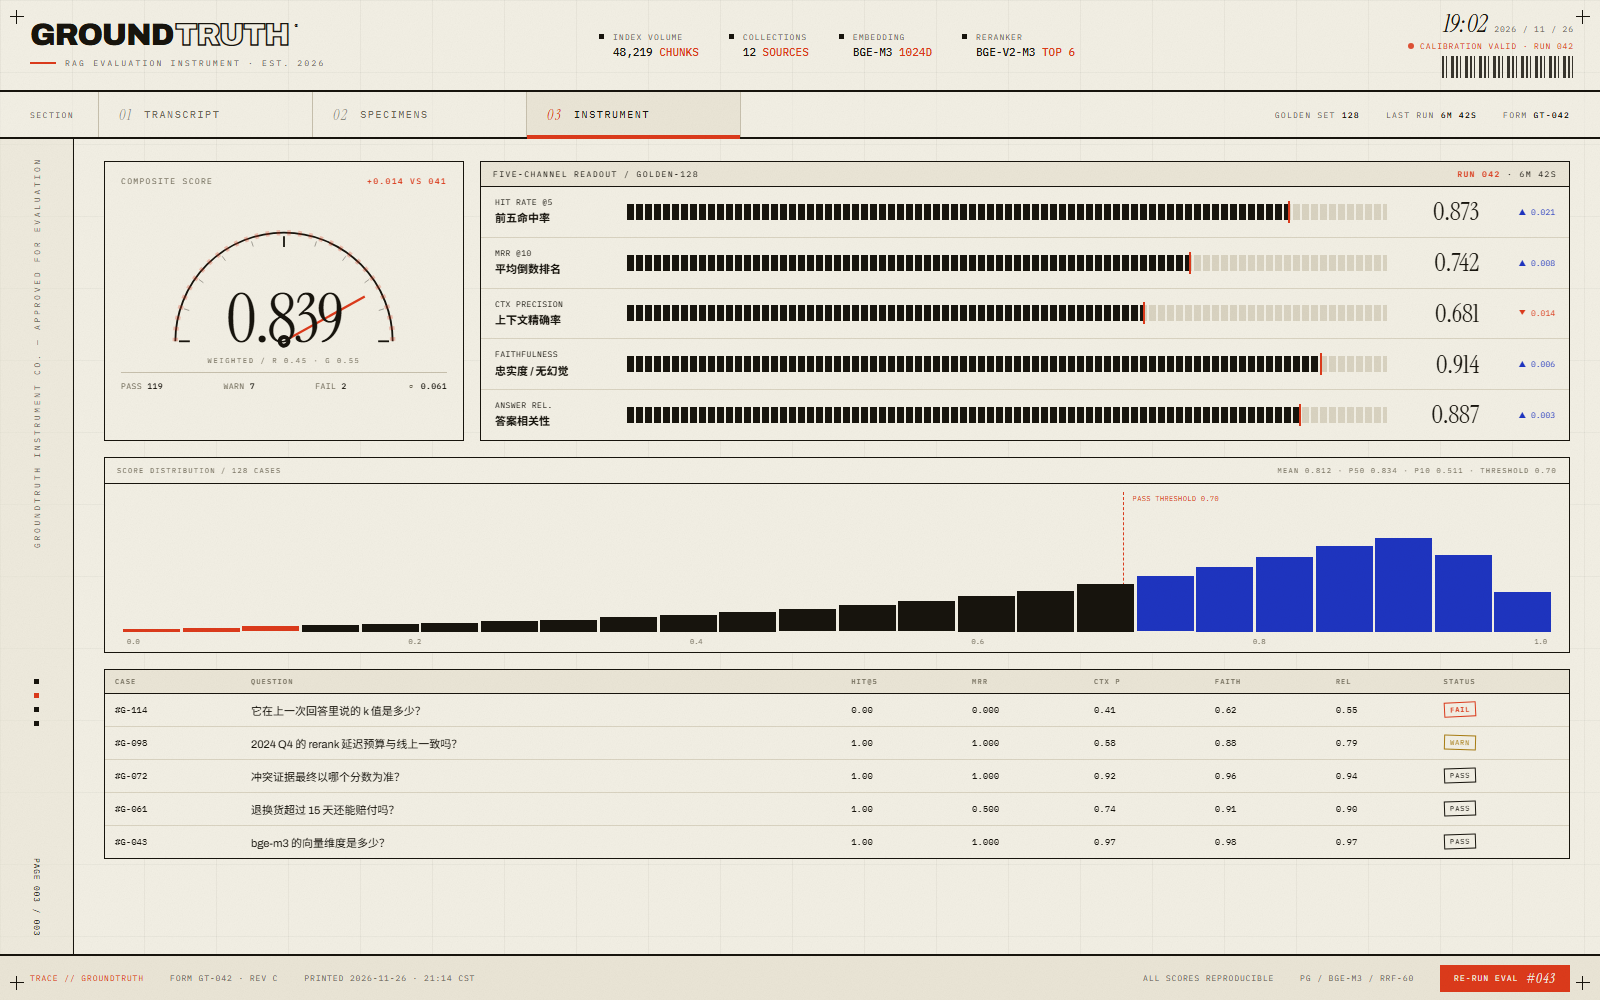 GROUNDTRUTH
RAG EVALUATION INSTRUMENT · EST. 2026
INDEX VOLUME
48,219 CHUNKS
COLLECTIONS
12 SOURCES
EMBEDDING
BGE-M3 1024D
RERANKER
BGE-V2-M3 TOP 6
19:02 2026 / 11 / 26
CALIBRATION VALID · RUN 042
SECTION
01 TRANSCRIPT
02 SPECIMENS
03 INSTRUMENT
GOLDEN SET 128
LAST RUN 6M 42S
FORM GT-042
GROUNDTRUTH INSTRUMENT CO. — APPROVED FOR EVALUATION
PAGE 003 / 003
COMPOSITE SCORE
+0.014 VS 041
0.839
WEIGHTED / R 0.45 · G 0.55
PASS 119
WARN 7
FAIL 2
0.061
FIVE-CHANNEL READOUT / GOLDEN-128
RUN 042 · 6M 42S
HIT RATE @5
前五命中率
0.873
▲ 0.021
MRR @10
平均倒数排名
0.742
▲ 0.008
CTX PRECISION
上下文精确率
0.681
▼ 0.014
FAITHFULNESS
忠实度 / 无幻觉
0.914
▲ 0.006
ANSWER REL.
答案相关性
0.887
▲ 0.003
SCORE DISTRIBUTION / 128 CASES
MEAN 0.812 · P50 0.834 · P10 0.511 · THRESHOLD 0.70
PASS THRESHOLD 0.70
0.0 0.2 0.4 0.6 0.8 1.0
CASE QUESTION HIT@5 MRR CTX P FAITH REL STATUS
#G-114 它在上一次回答里说的 k 值是多少? 0.00 0.000 0.41 0.62 0.55 FAIL
#G-098 2024 Q4 的 rerank 延迟预算与线上一致吗? 1.00 1.000 0.58 0.88 0.79 WARN
#G-072 冲突证据最终以哪个分数为准? 1.00 1.000 0.92 0.96 0.94 PASS
#G-061 退换货超过 15 天还能赔付吗? 1.00 0.500 0.74 0.91 0.90 PASS
#G-043 bge-m3 的向量维度是多少? 1.00 1.000 0.97 0.98 0.97 PASS
TRACE // GROUNDTRUTH
FORM GT-042 · REV C
PRINTED 2026-11-26 · 21:14 CST
ALL SCORES REPRODUCIBLE
PG / BGE-M3 / RRF-60
RE-RUN EVAL #043